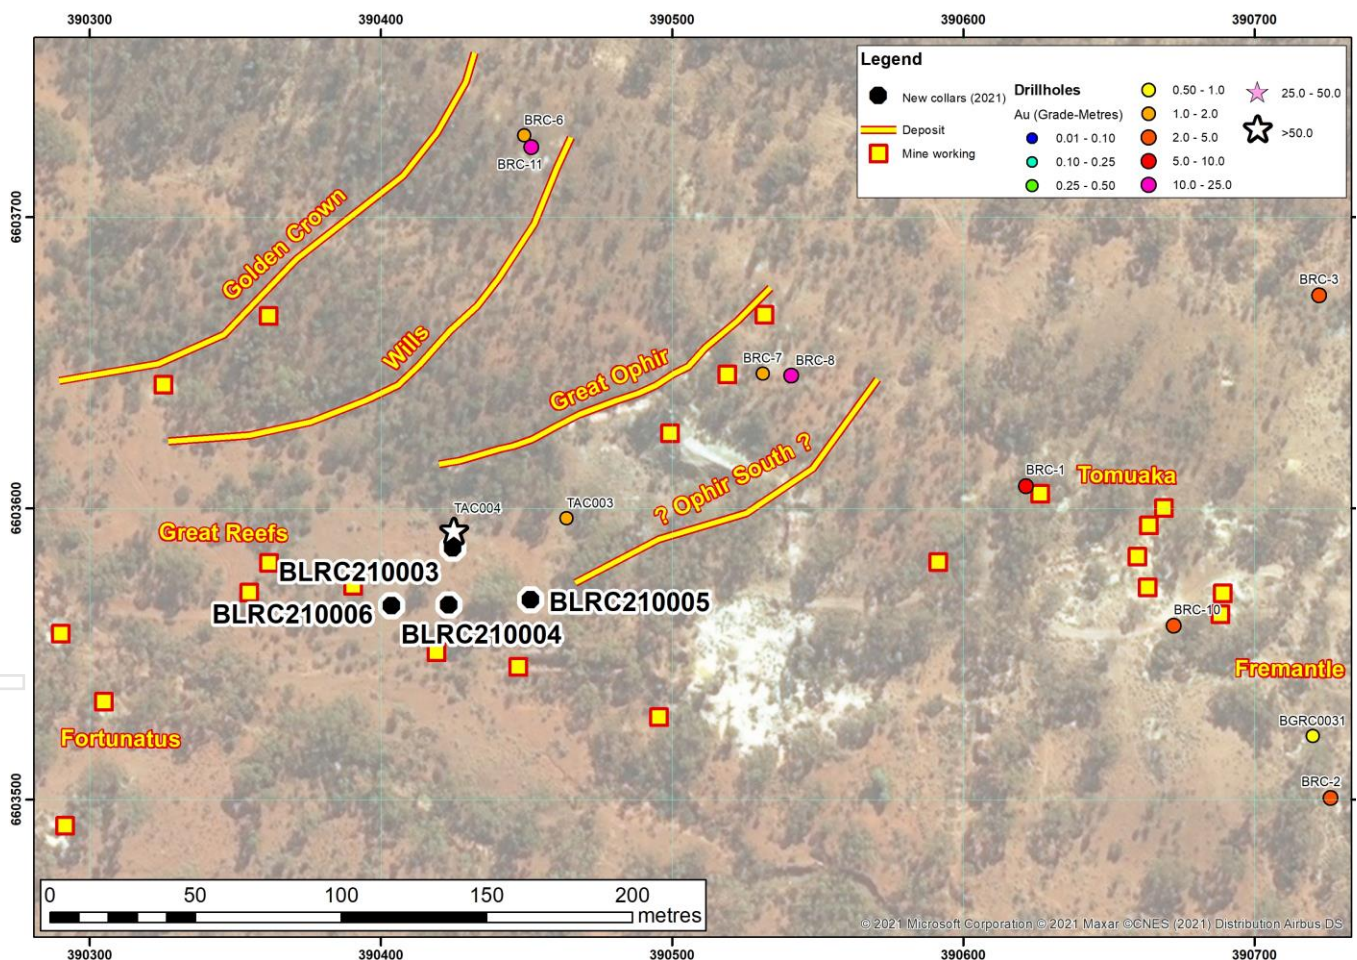 390300 390400 390500 390600 390700
Legend
New collars (2021)
Deposit
Mine working
Drillholes
Au (Grade-Metres)
0.01 - 0.10
0.10 - 0.25
0.25 - 0.50
0.50 - 1.0
1.0 - 2.0
2.0 - 5.0
5.0 - 10.0
10.0 - 25.0
25.0 - 50.0
>50.0
BRC-6
BRC-11
6603700
Golden Crown
BRC-3
Wills
Great Ophir
BRC-7
BRC-8
? Ophir South ?
BRC-1
Tomuaka
6603600
TAC004
TAC003
Great Reefs
BLRC210003
BLRC210006
BLRC210005
BLRC210004
BRC-10
Fremantle
Fortunatus
BGRC0031
BRC-2
6603500
0 50 100 150 200
metres
© 2021 Microsoft Corporation © 2021 Maxar ©CNES (2021) Distribution Airbus DS
390300 390400 390500 390600 390700